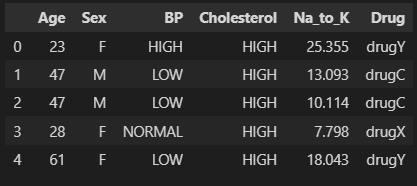 Age Sex BP Cholesterol Na_to_K Drug
0 23 F HIGH HIGH 25.355 drugY
1 47 M LOW HIGH 13.093 drugC
2 47 M LOW HIGH 10.114 drugC
3 28 F NORMAL HIGH 7.798 drugX
4 61 F LOW HIGH 18.043 drugY